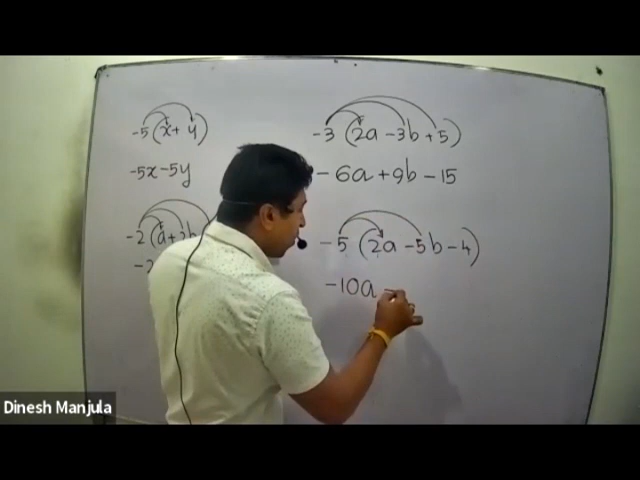 -5(x+y)
-5x-5y
-2(a+3b
-2
-3(2a-3b+5)
-6a+9b-15
-5(2a-5b-4)
-10a -
Dinesh Manjula